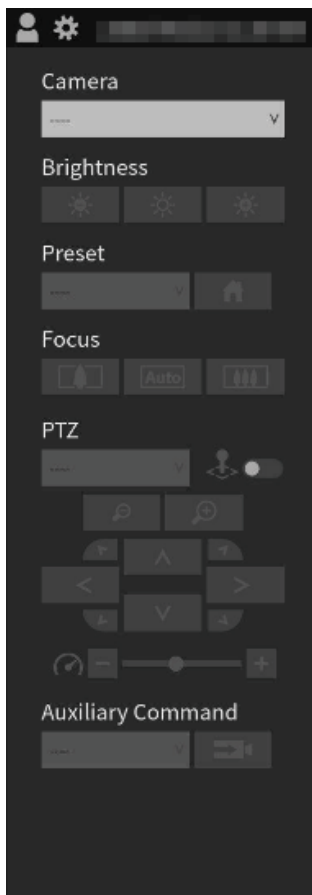 Camera
----
Brightness
Preset
----
Focus
Auto
PTZ
----
Auxiliary Command
----